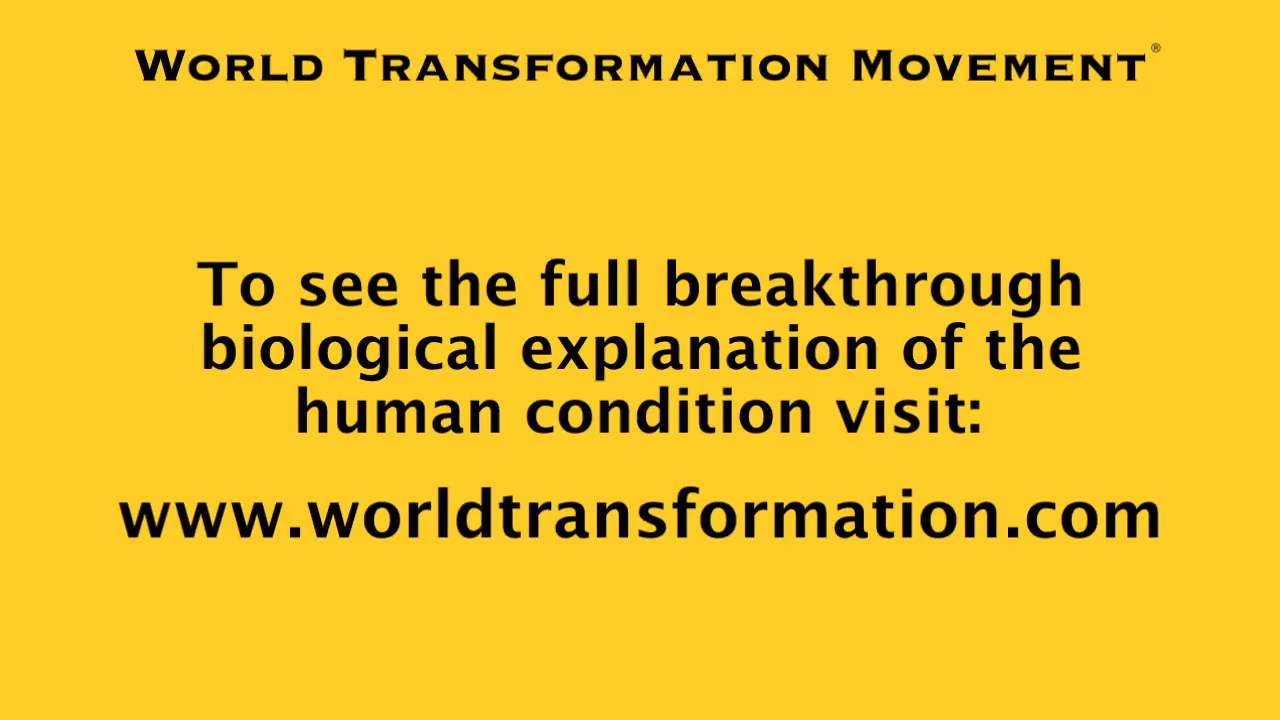 WORLD TRANSFORMATION MOVEMENT®
To see the full breakthrough
biological explanation of the
human condition visit:
www.worldtransformation.com